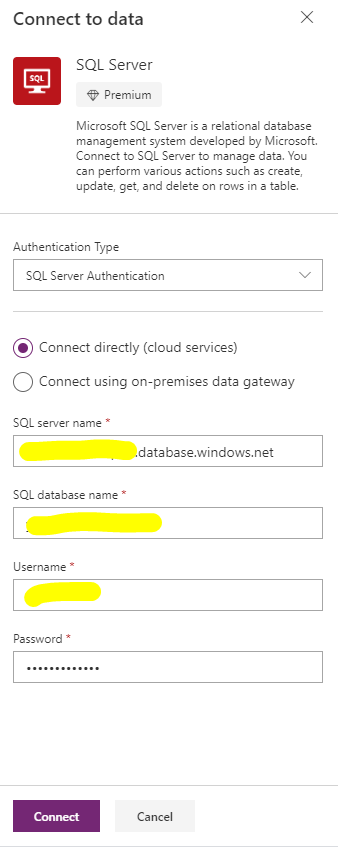 Connect to data
SQL
SQL Server
Premium
Microsoft SQL Server is a relational database
management system developed by Microsoft.
Connect to SQL Server to manage data. You
can perform various actions such as create,
update, get, and delete on rows in a table.
Authentication Type
SQL Server Authentication
Connect directly (cloud services)
Connect using on-premises data gateway
SQL server name *
.database.windows.net
SQL database name *
Username *
Password *
•••••••••••••
Connect
Cancel